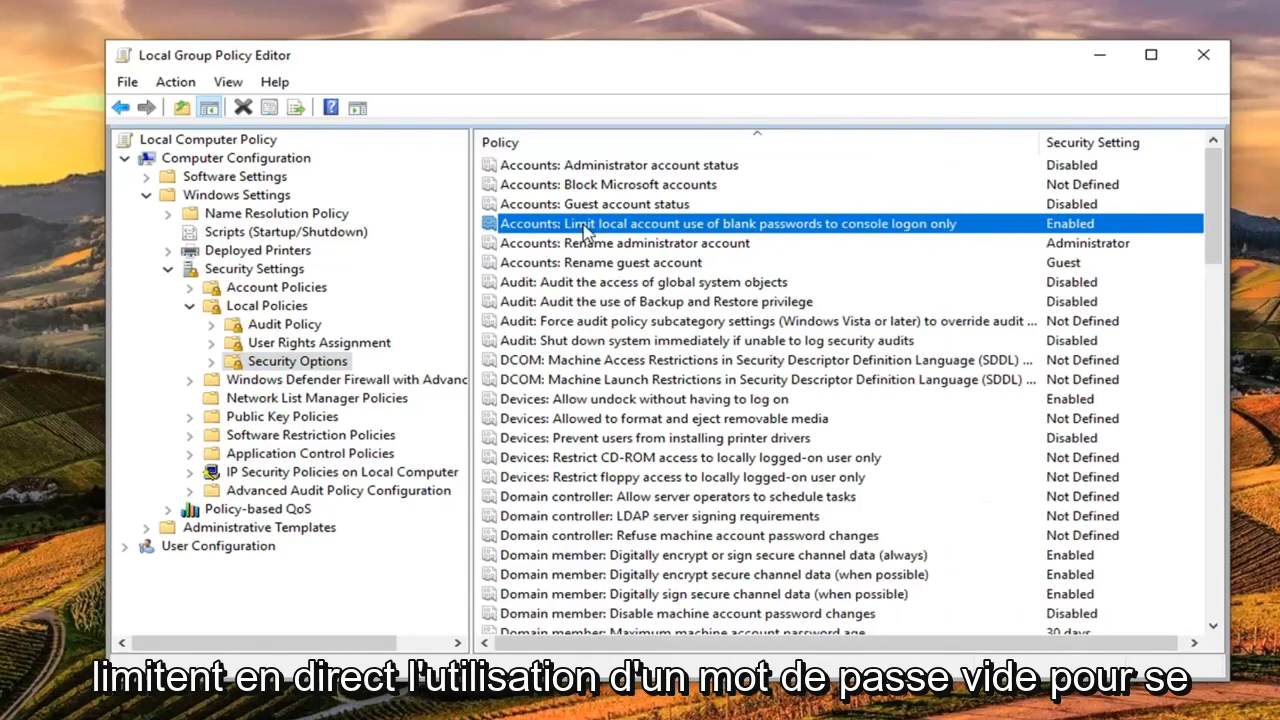 Local Group Policy Editor
File Action View Help
Local Computer Policy
Computer Configuration
Software Settings
Windows Settings
Name Resolution Policy
Scripts (Startup/Shutdown)
Deployed Printers
Security Settings
Account Policies
Local Policies
Audit Policy
User Rights Assignment
Security Options
Windows Defender Firewall with Advanc
Network List Manager Policies
Public Key Policies
Software Restriction Policies
Application Control Policies
IP Security Policies on Local Computer
Advanced Audit Policy Configuration
Policy-based QoS
Administrative Templates
User Configuration
Policy Security Setting
Accounts: Administrator account status Disabled
Accounts: Block Microsoft accounts Not Defined
Accounts: Guest account status Disabled
Accounts: Limit local account use of blank passwords to console logon only Enabled
Accounts: Rename administrator account Administrator
Accounts: Rename guest account Guest
Audit: Audit the access of global system objects Disabled
Audit: Audit the use of Backup and Restore privilege Disabled
Audit: Force audit policy subcategory settings (Windows Vista or later) to override audit ... Not Defined
Audit: Shut down system immediately if unable to log security audits Disabled
DCOM: Machine Access Restrictions in Security Descriptor Definition Language (SDDL) ... Not Defined
DCOM: Machine Launch Restrictions in Security Descriptor Definition Language (SDDL) ... Not Defined
Devices: Allow undock without having to log on Enabled
Devices: Allowed to format and eject removable media Not Defined
Devices: Prevent users from installing printer drivers Disabled
Devices: Restrict CD-ROM access to locally logged-on user only Not Defined
Devices: Restrict floppy access to locally logged-on user only Not Defined
Domain controller: Allow server operators to schedule tasks Not Defined
Domain controller: LDAP server signing requirements Not Defined
Domain controller: Refuse machine account password changes Not Defined
Domain member: Digitally encrypt or sign secure channel data (always) Enabled
Domain member: Digitally encrypt secure channel data (when possible) Enabled
Domain member: Digitally sign secure channel data (when possible) Enabled
Domain member: Disable machine account password changes Disabled
Domain member: Maximum machine account password age 30 days
limitent en direct l'utilisation d'un mot de passe vide pour se